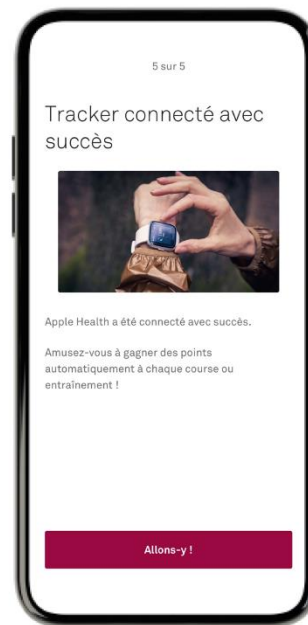 5 sur 5
Tracker connecté avec
succès
Apple Health a été connecté avec succès.
Amusez-vous à gagner des points
automatiquement à chaque course ou
entraînement !
Allons-y !